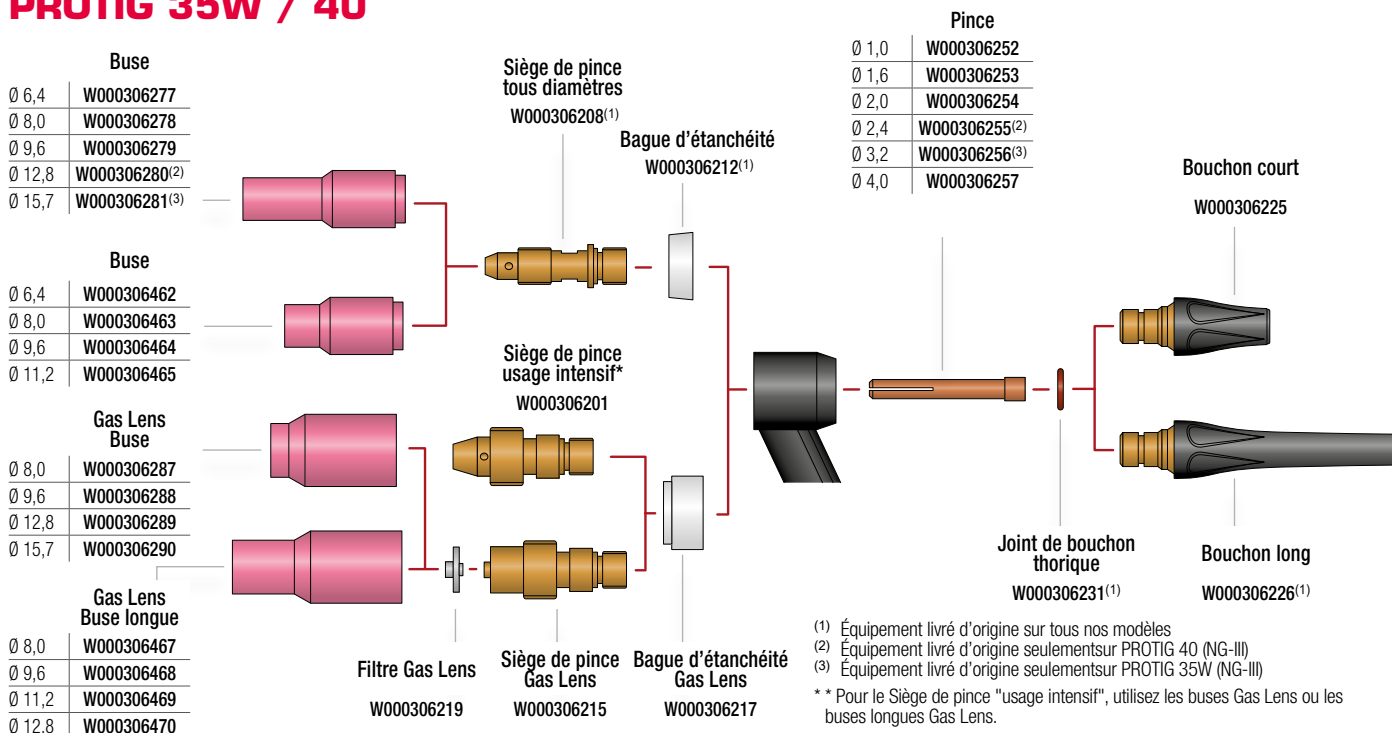 PROTIG 35W / 40
Buse
Ø 6,4 W000306277
Ø 8,0 W000306278
Ø 9,6 W000306279
Ø 12,8 W000306280(2)
Ø 15,7 W000306281(3)
Buse
Ø 6,4 W000306462
Ø 8,0 W000306463
Ø 9,6 W000306464
Ø 11,2 W000306465
Gas Lens
Buse
Ø 8,0 W000306287
Ø 9,6 W000306288
Ø 12,8 W000306289
Ø 15,7 W000306290
Gas Lens
Buse longue
Ø 8,0 W000306467
Ø 9,6 W000306468
Ø 11,2 W000306469
Ø 12,8 W000306470
Siège de pince
tous diamètres
W000306208(1)
Bague d'étanchéité
W000306212(1)
Siège de pince
usage intensif*
W000306201
Filtre Gas Lens
W000306219
Siège de pince
Gas Lens
W000306215
Bague d'étanchéité
Gas Lens
W000306217
Pince
Ø 1,0 W000306252
Ø 1,6 W000306253
Ø 2,0 W000306254
Ø 2,4 W000306255(2)
Ø 3,2 W000306256(3)
Ø 4,0 W000306257
Bouchon court
W000306225
Joint de bouchon
thorique
W000306231(1)
Bouchon long
W000306226(1)
(1) Équipement livré d'origine sur tous nos modèles
(2) Équipement livré d'origine seulementsur PROTIG 40 (NG-III)
(3) Équipement livré d'origine seulementsur PROTIG 35W (NG-III)
* * Pour le Siège de pince "usage intensif", utilisez les buses Gas Lens ou les
buses longues Gas Lens.